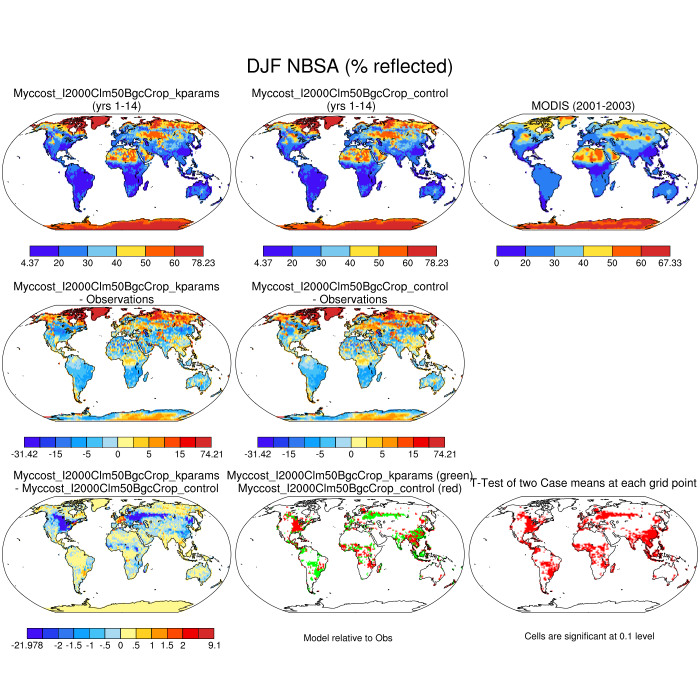 DJF NBSA (% reflected)
Myccost_I2000Clm50BgcCrop_kparams
(yrs 1-14)
Myccost_I2000Clm50BgcCrop_control
(yrs 1-14)
MODIS (2001-2003)
4.37 20 30 40 50 60 78.23
4.37 20 30 40 50 60 78.23
0 20 30 40 50 60 67.33
Myccost_I2000Clm50BgcCrop_kparams
- Observations
Myccost_I2000Clm50BgcCrop_control
- Observations
-31.42 -15 -5 0 5 15 74.21
-31.42 -15 -5 0 5 15 74.21
Myccost_I2000Clm50BgcCrop_kparams
- Myccost_I2000Clm50BgcCrop_control
Myccost_I2000Clm50BgcCrop_kparams (green)
Myccost_I2000Clm50BgcCrop_control (red)
T-Test of two Case means at each grid point
-21.978 -2 -1.5 -1 -.5 0 .5 1 1.5 2 9.1
Model relative to Obs
Cells are significant at 0.1 level